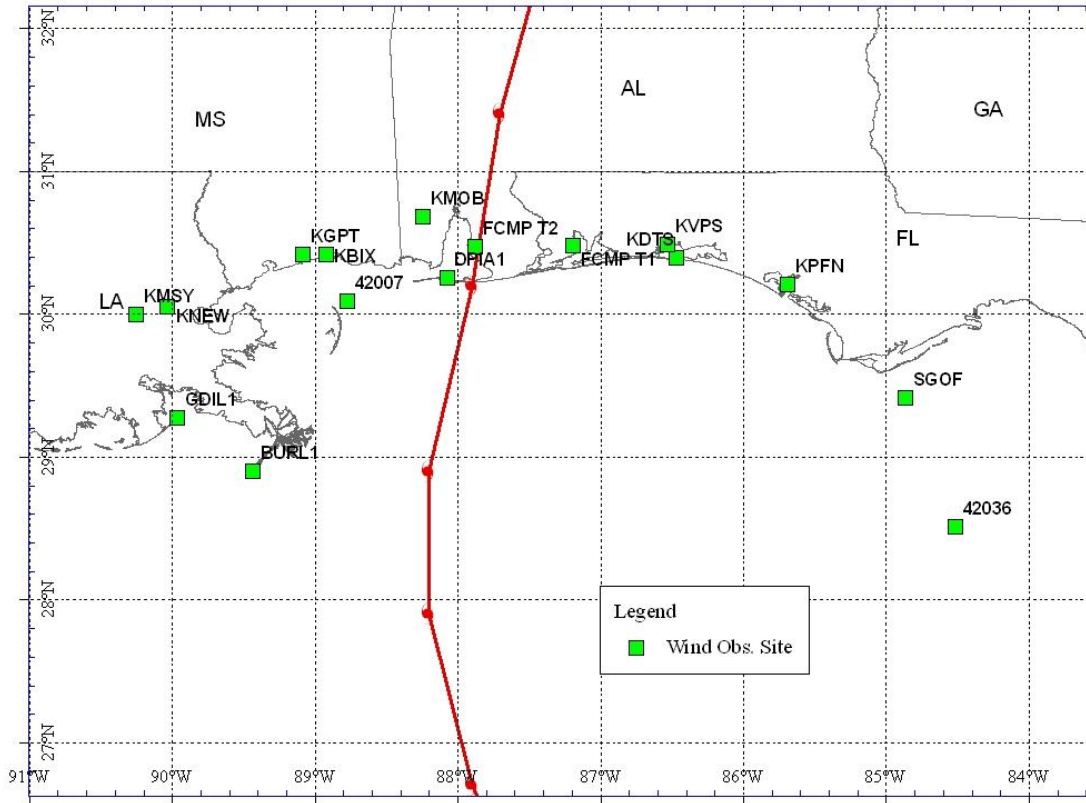 32°N
AL
GA
MS
31°N
KMOB
FCMP T2
KGPT
KBIX
KVPS
KDTS
FCMP T1
FL
DPIA1
KPFN
42007
LA
KMSY
KNEW
30°N
SGOF
GDIL1
29°N
BURL1
42036
28°N
Legend
Wind Obs. Site
27°N
91°W
90°W
89°W
88°W
87°W
86°W
85°W
84°W